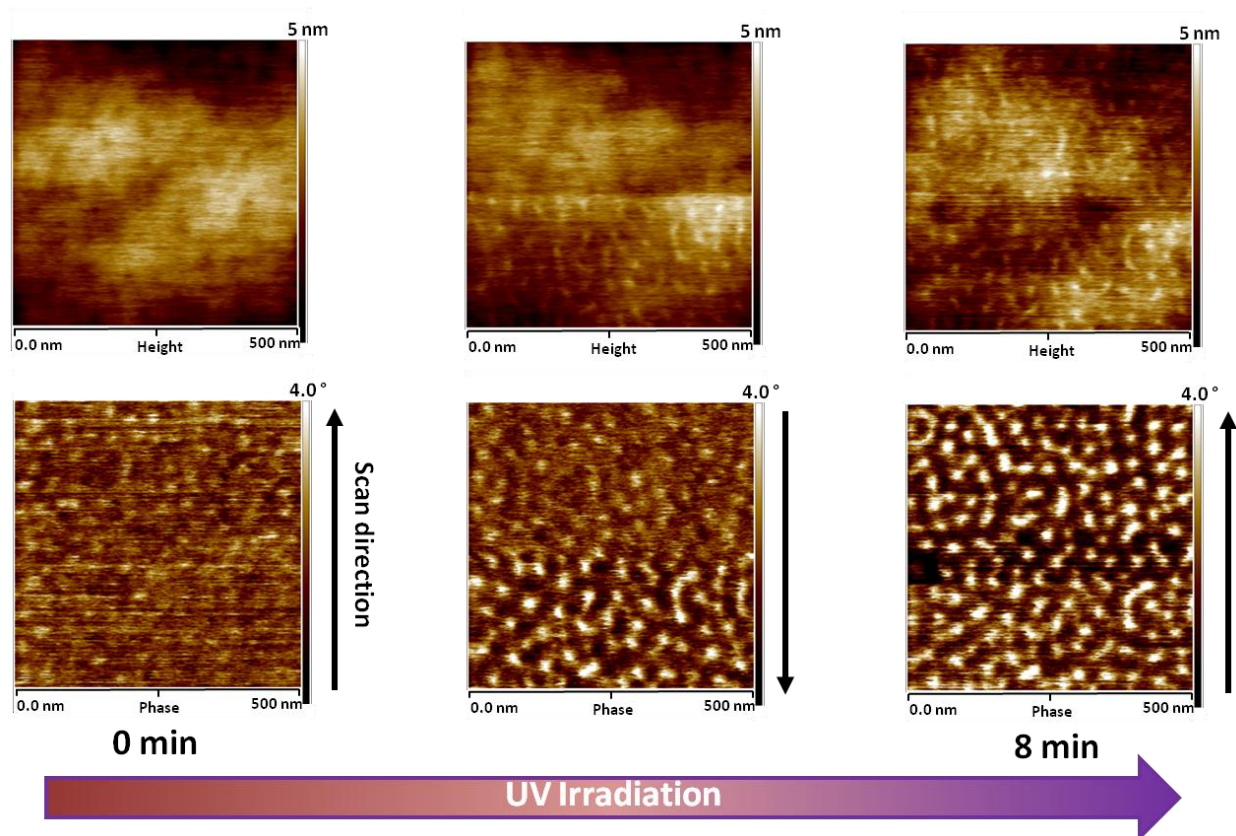 5 nm
5 nm
5 nm
0.0 nm Height 500 nm
0.0 nm Height 500 nm
0.0 nm Height 500 nm
4.0 °
4.0 °
4.0 °
Scan direction
0.0 nm Phase 500 nm
0.0 nm Phase 500 nm
0.0 nm Phase 500 nm
0 min
8 min
UV Irradiation